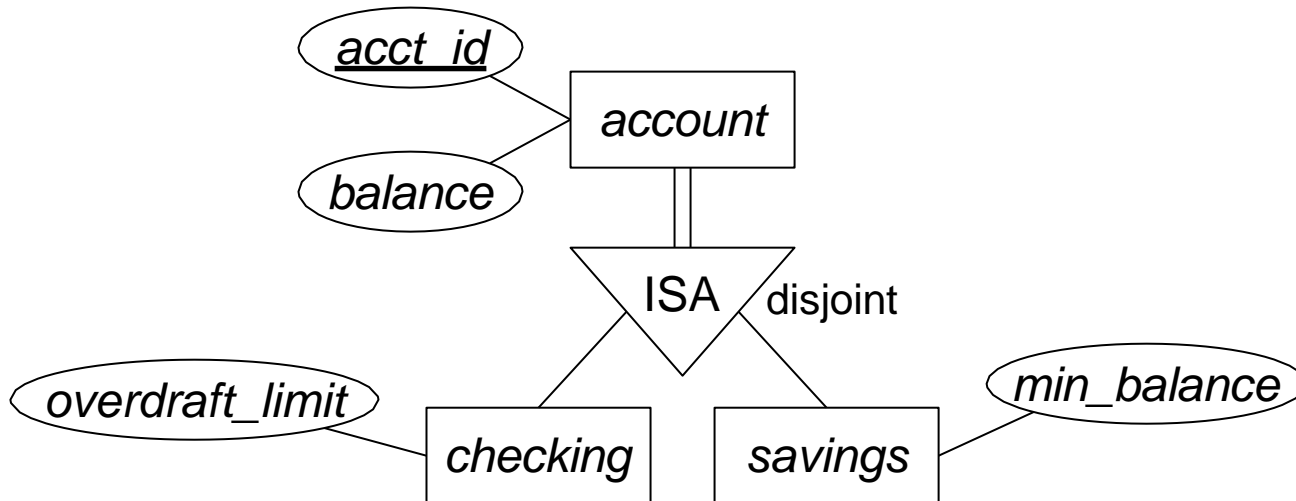 acct_id
account
balance
ISA
disjoint
overdraft_limit
min_balance
checking
savings